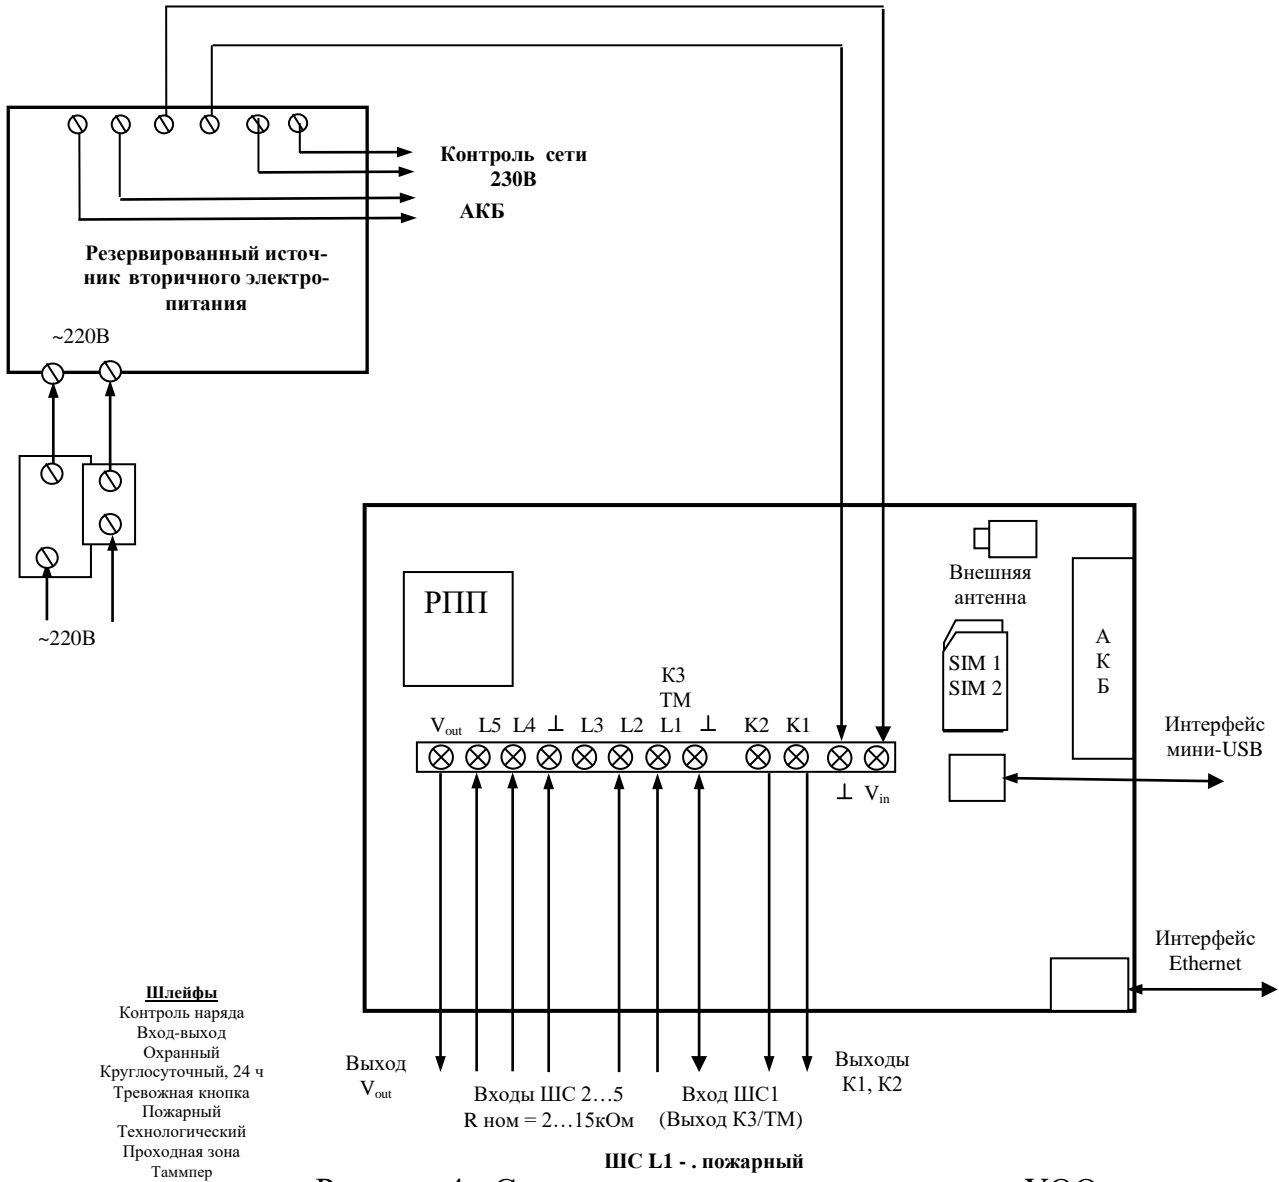 Контроль сети
230В
АКБ
Резервированный источ-
ник вторичного электро-
питания
~220В
~220В
РПП
Внешняя
антенна
SIM 1
SIM 2
А
К
Б
К3
ТМ
Vout L5 L4 ⊥ L3 L2 L1 ⊥ К2 К1
⊥ Vin
Интерфейс
мини-USB
Интерфейс
Ethernet
Шлейфы
Контроль наряда
Вход-выход
Охранный
Круглосуточный, 24 ч
Тревожная кнопка
Пожарный
Технологический
Проходная зона
Таммпер
Выход
Vout
Входы ШС 2…5
R ном = 2…15кОм
Вход ШС1
(Выход К3/ТМ)
Выходы
К1, К2
ШС L1 - . пожарный